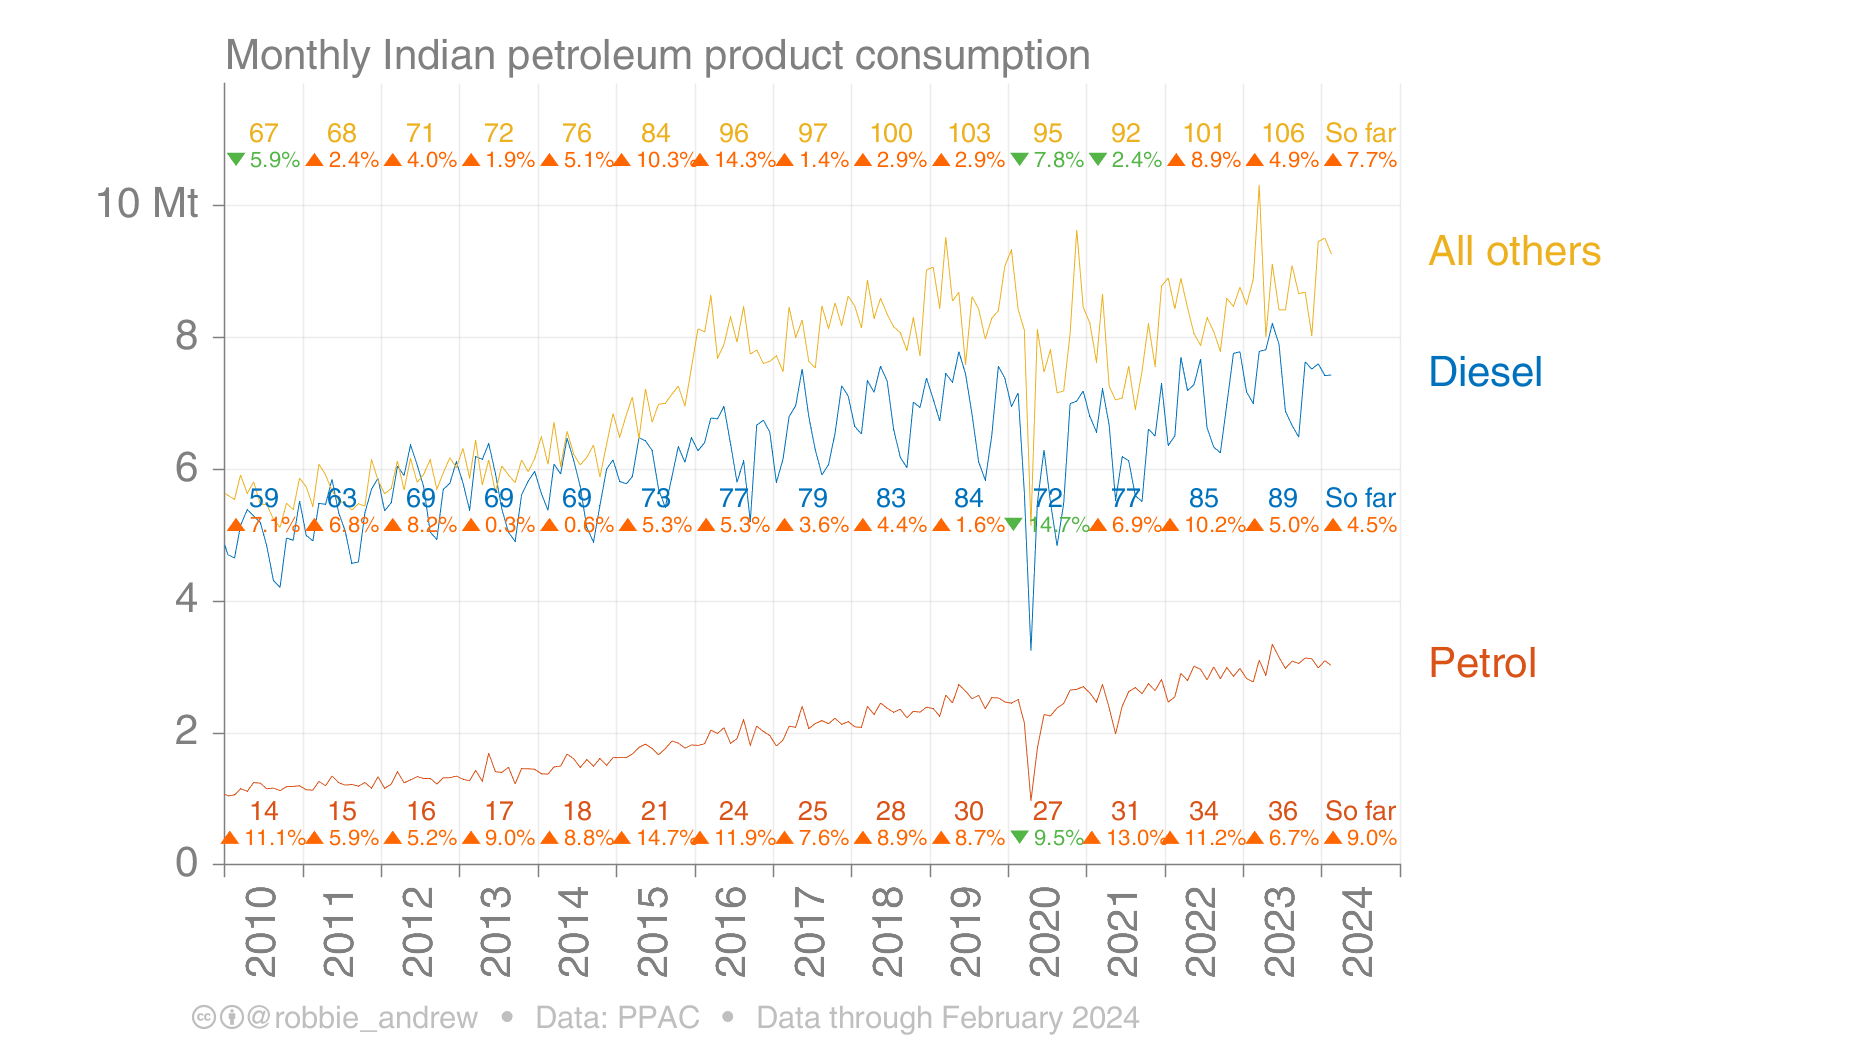 Monthly Indian petroleum product consumption
67 68 71 72 76 84 96 97 100 103 95 92 101 106 So far
▼5.9% ▲2.4% ▲4.0% ▲1.9% ▲5.1% ▲10.3% ▲14.3% ▲1.4% ▲2.9% ▲2.9% ▼7.8% ▼2.4% ▲8.9% ▲4.9% ▲7.7%
10 Mt
All others
8
Diesel
6
59 63 69 69 69 73 77 79 83 84 72 77 85 89 So far
▲7.1% ▲6.8% ▲8.2% ▲0.3% ▲0.6% ▲5.3% ▲5.3% ▲3.6% ▲4.4% ▲1.6% ▼14.7% ▲6.9% ▲10.2% ▲5.0% ▲4.5%
4
Petrol
2
14 15 16 17 18 21 24 25 28 30 27 31 34 36 So far
▲11.1% ▲5.9% ▲5.2% ▲9.0% ▲8.8% ▲14.7% ▲11.9% ▲7.6% ▲8.9% ▲8.7% ▼9.5% ▲13.0% ▲11.2% ▲6.7% ▲9.0%
0
2010 2011 2012 2013 2014 2015 2016 2017 2018 2019 2020 2021 2022 2023 2024
@robbie_andrew • Data: PPAC • Data through February 2024